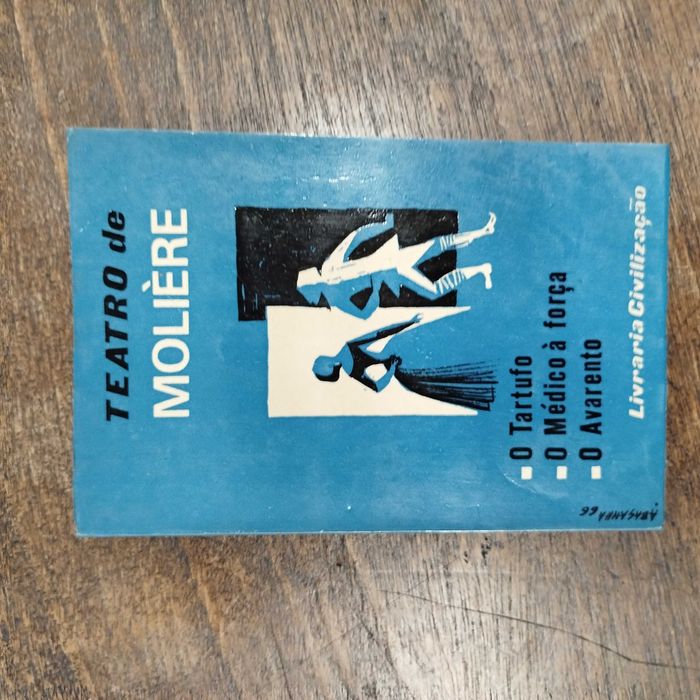 TEATRO de
MOLIÈRE
O Tartufo
O Médico à força
O Avarento
Livraria Civilização